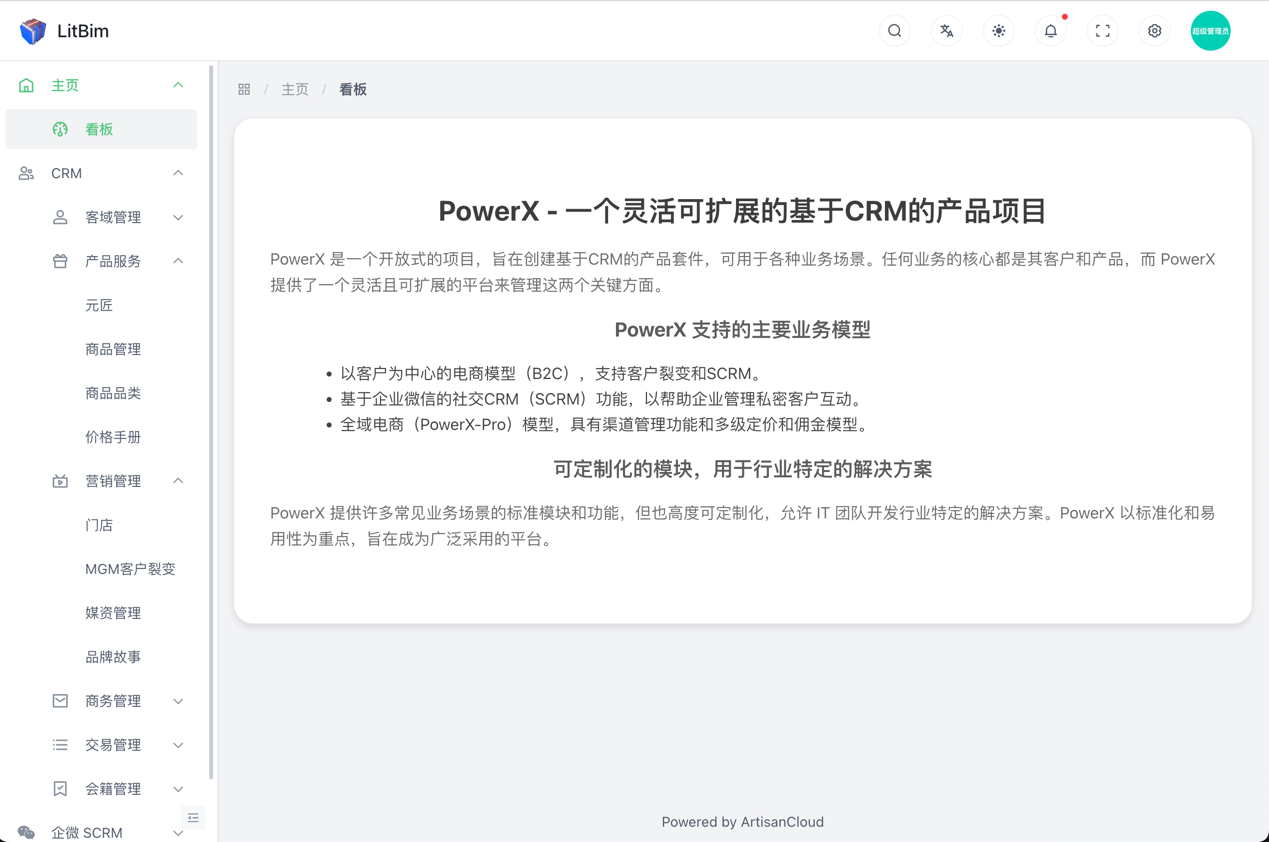 LitBim
超级管理员
主页
看板
CRM
客域管理
产品服务
元匠
商品管理
商品品类
价格手册
营销管理
门店
MGM客户裂变
媒资管理
品牌故事
商务管理
交易管理
会籍管理
企微 SCRM
/ 主页 / 看板
PowerX - 一个灵活可扩展的基于CRM的产品项目
PowerX 是一个开放式的项目，旨在创建基于CRM的产品套件，可用于各种业务场景。任何业务的核心都是其客户和产品，而 PowerX
提供了一个灵活且可扩展的平台来管理这两个关键方面。
PowerX 支持的主要业务模型
• 以客户为中心的电商模型（B2C），支持客户裂变和SCRM。
• 基于企业微信的社交CRM（SCRM）功能，以帮助企业管理私密客户互动。
• 全域电商（PowerX-Pro）模型，具有渠道管理功能和多级定价和佣金模型。
可定制化的模块，用于行业特定的解决方案
PowerX 提供许多常见业务场景的标准模块和功能，但也高度可定制化，允许 IT 团队开发行业特定的解决方案。PowerX 以标准化和易
用性为重点，旨在成为广泛采用的平台。
Powered by ArtisanCloud